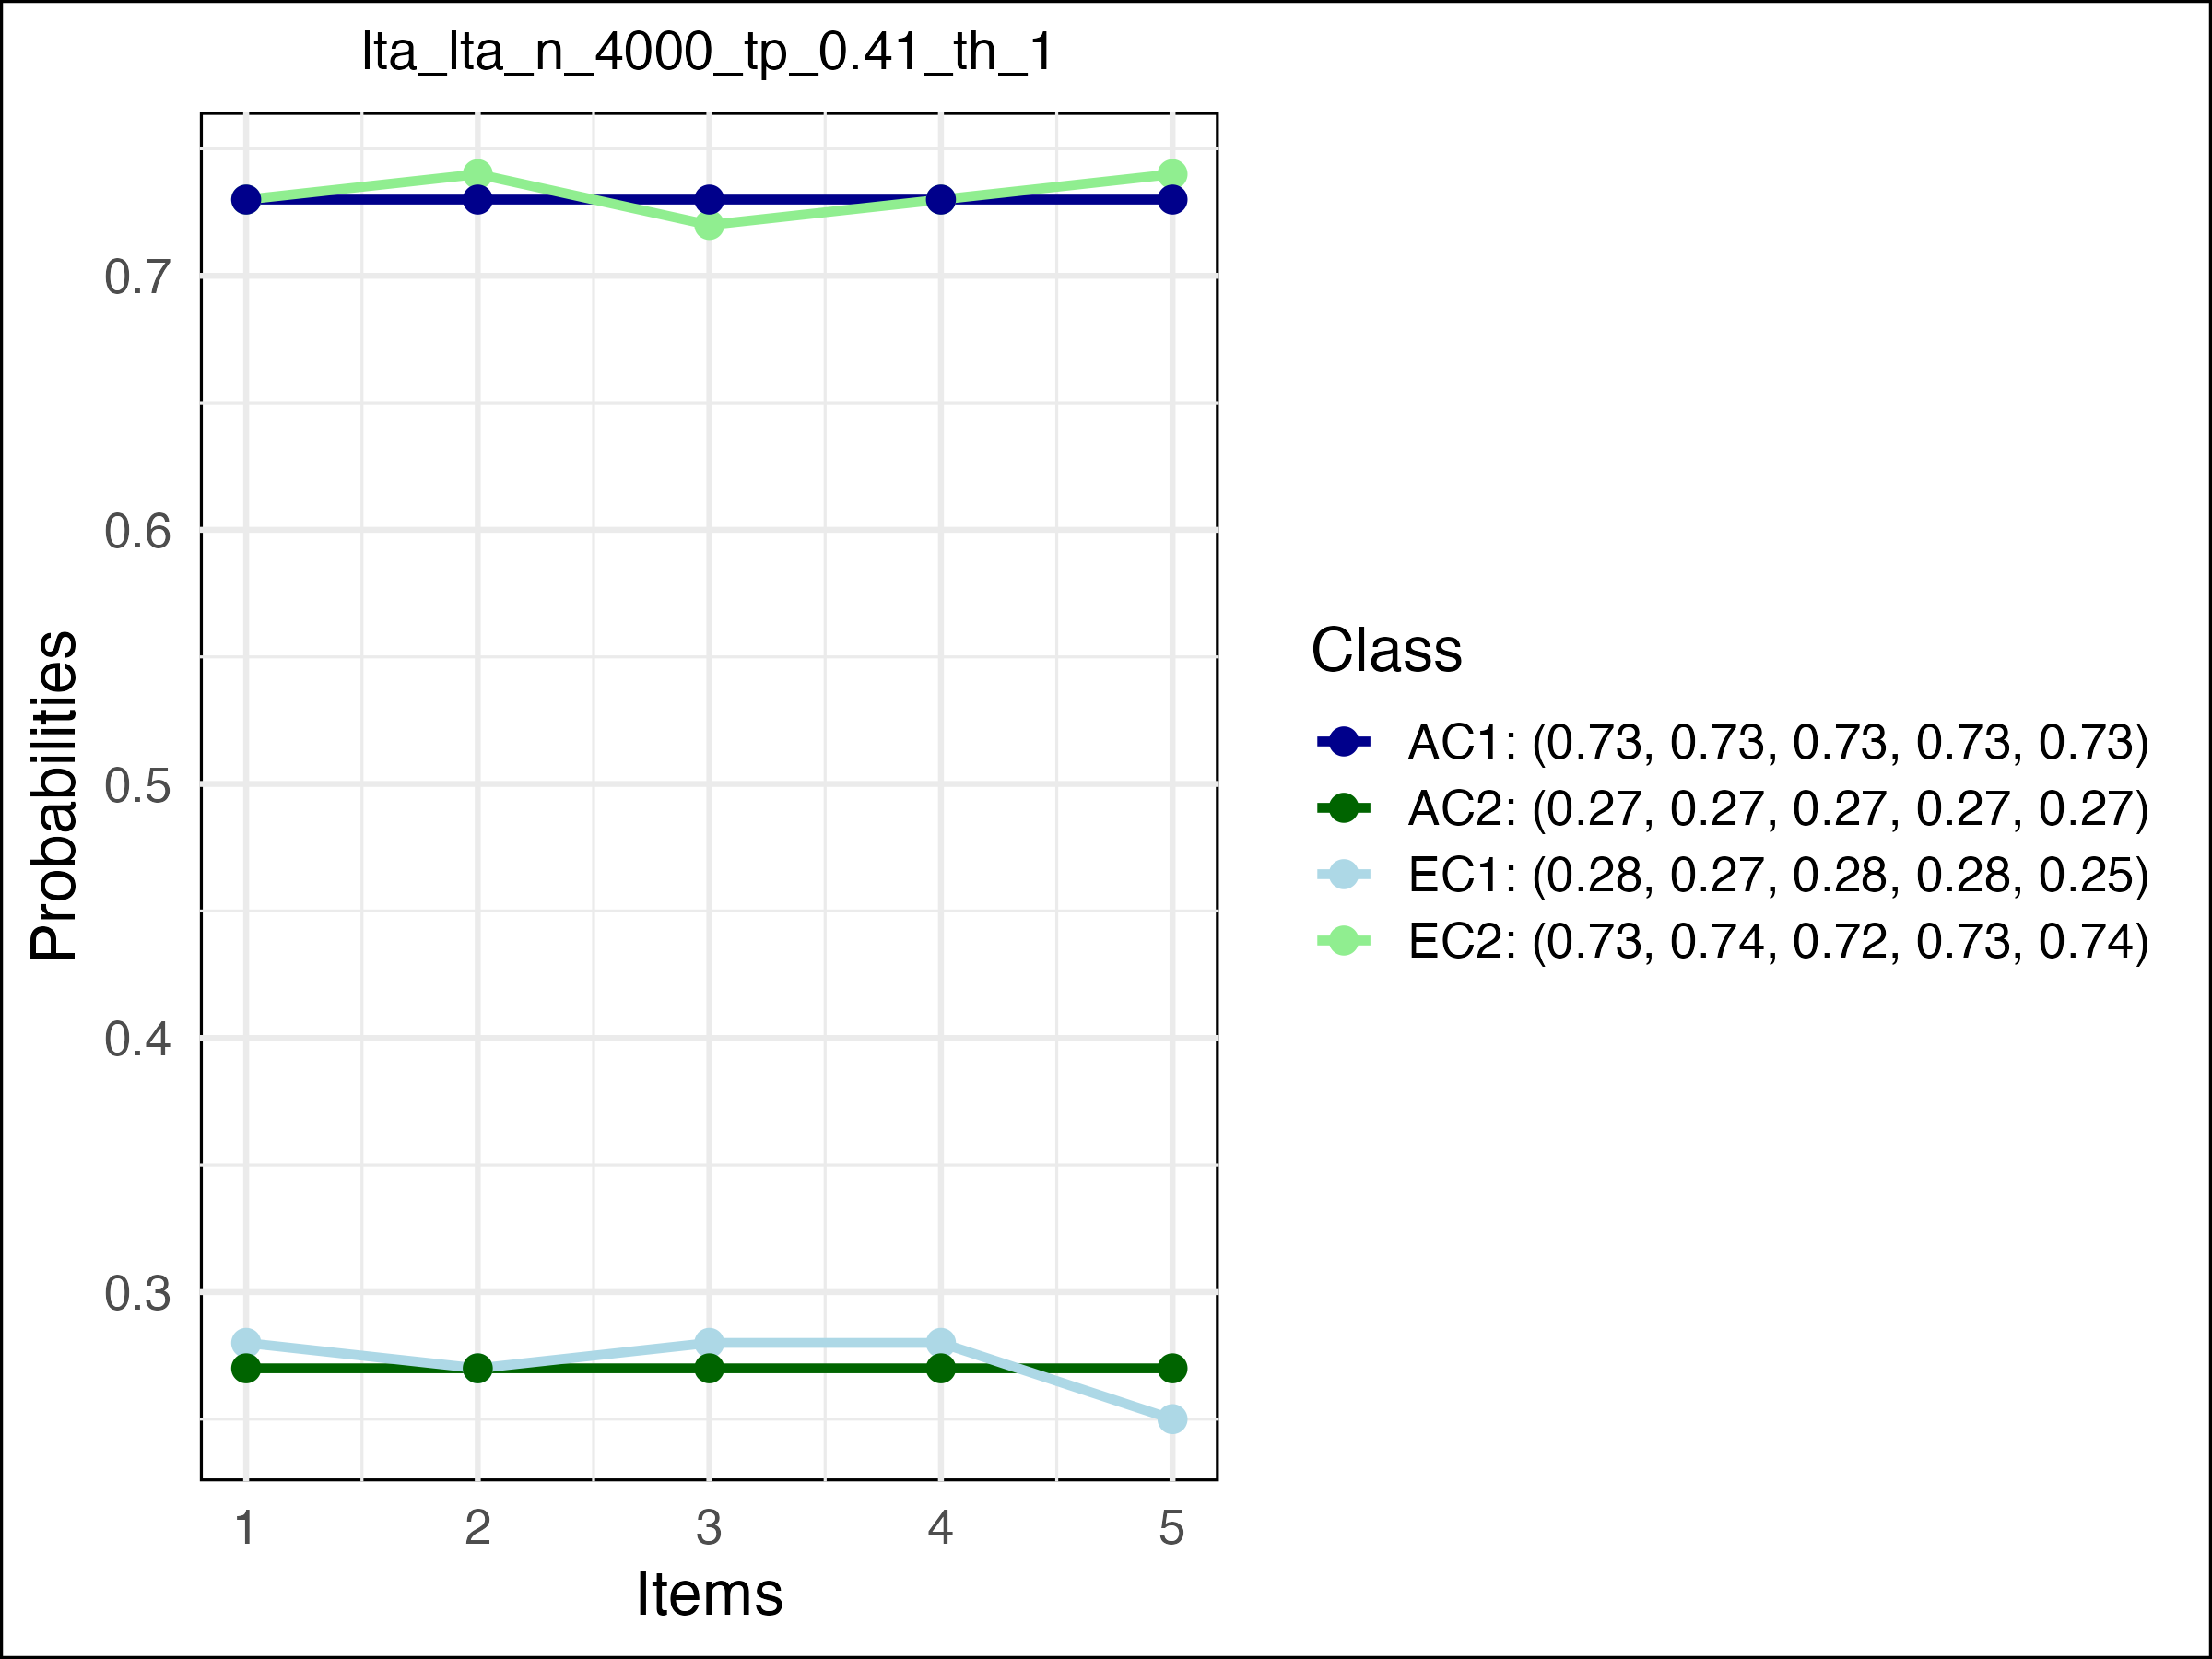 lta_lta_n_4000_tp_0.41_th_1
Probabilities
0.7
0.6
0.5
0.4
0.3
1 2 3 4 5
Items
Class
AC1: (0.73, 0.73, 0.73, 0.73, 0.73)
AC2: (0.27, 0.27, 0.27, 0.27, 0.27)
EC1: (0.28, 0.27, 0.28, 0.28, 0.25)
EC2: (0.73, 0.74, 0.72, 0.73, 0.74)